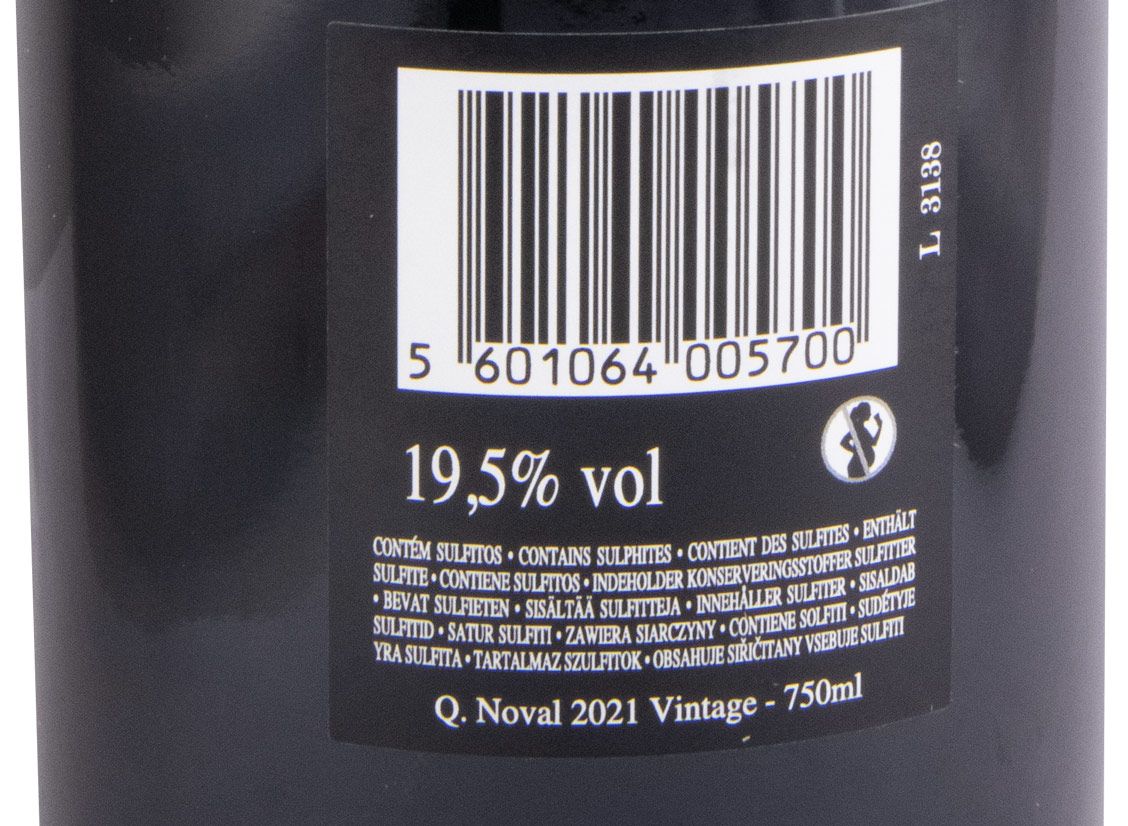 5 601064 005700
L 3138
19,5% vol
CONTÉM SULFITOS • CONTAINS SULPHITES • CONTIENT DES SULFITES • ENTHÄLT
SULFITE • CONTIENE SULFITOS • INDEHOLDER KONSERVERINGSSTOFFER SULFITTER
• BEVAT SULFIETEN • SISÄLTÄÄ SULFITTEJA • INNEHÅLLER SULFITER • SISALDAB
SULFITID • SATUR SULFITI • ZAWIERA SIARCZYNY • CONTIENE SOLFITI • SUDÉTYJE
YRA SULFITA • TARTALMAZ SZULFITOK • OBSAHUJE SIŘIČITANY VSEBUJE SULFITI
Q. Noval 2021 Vintage - 750ml